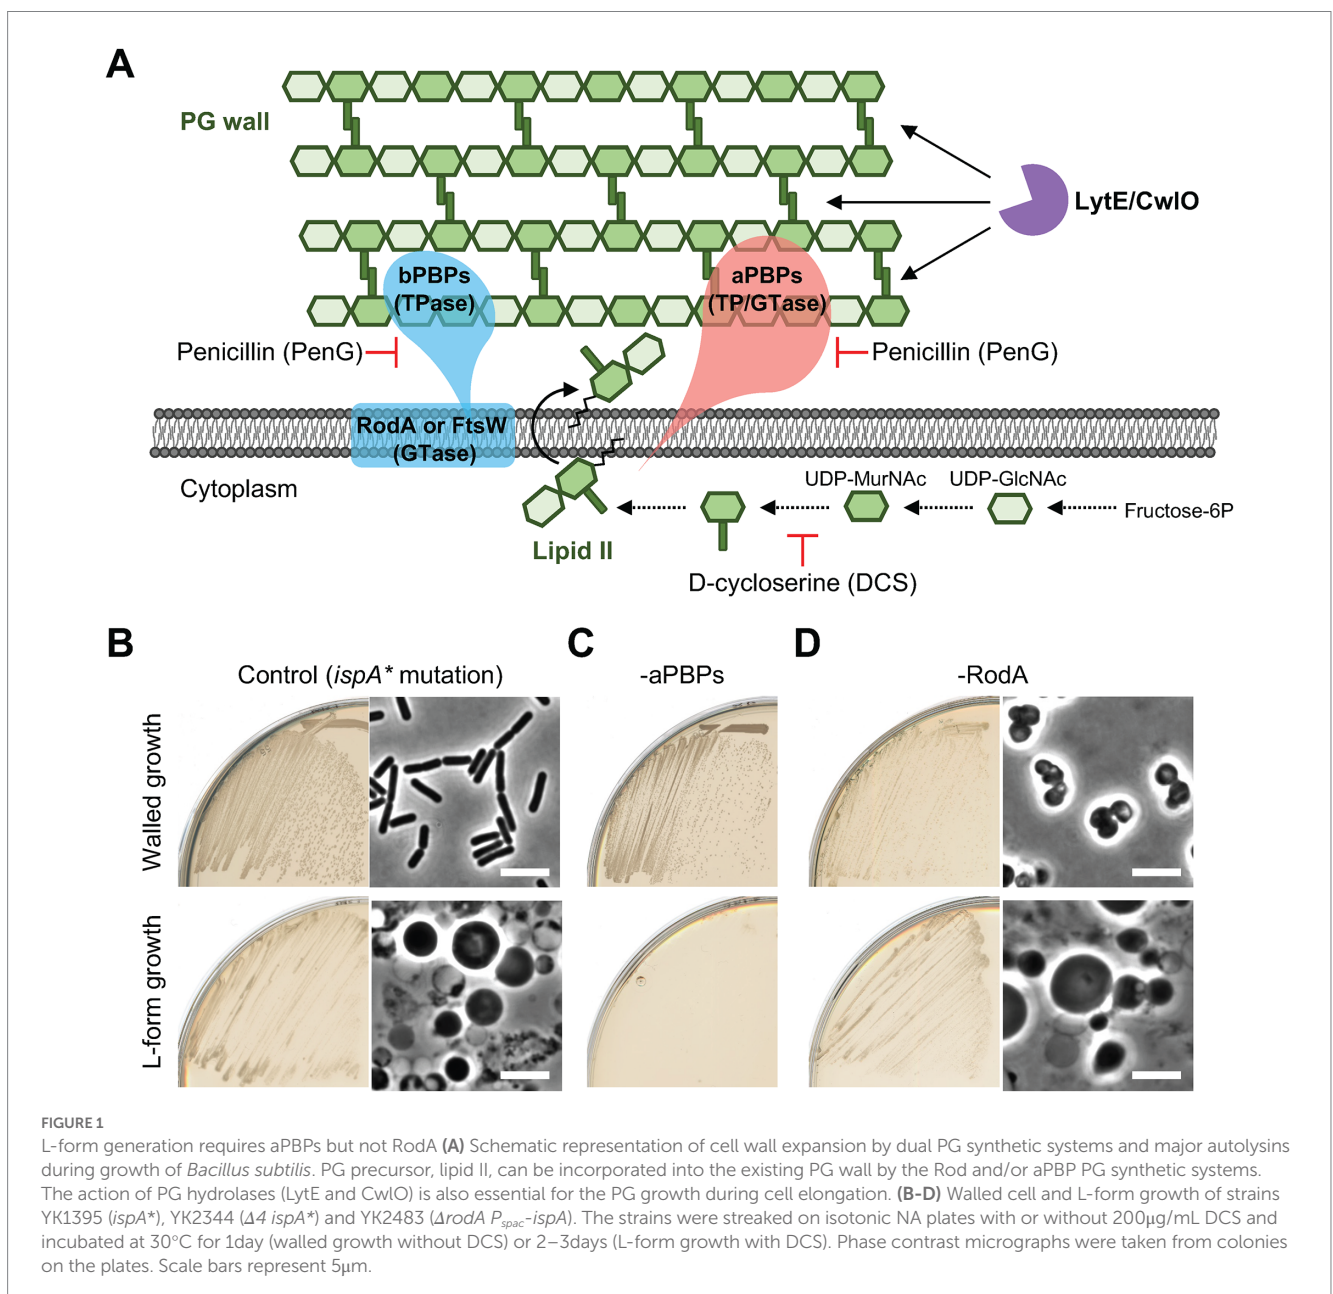 A
PG wall
LytE/CwlO
bPBPs
(TPase)
aPBPs
(TP/GTase)
Penicillin (PenG)
Penicillin (PenG)
RodA or FtsW
(GTase)
Cytoplasm
UDP-MurNAc
UDP-GlcNAc
Fructose-6P
Lipid II
D-cycloserine (DCS)
B
C
D
Control (ispA* mutation)
-aPBPs
-RodA
Walled growth
L-form growth
FIGURE 1
L-form generation requires aPBPs but not RodA (A) Schematic representation of cell wall expansion by dual PG synthetic systems and major autolysins
during growth of Bacillus subtilis. PG precursor, lipid II, can be incorporated into the existing PG wall by the Rod and/or aPBP PG synthetic systems.
The action of PG hydrolases (LytE and CwlO) is also essential for the PG growth during cell elongation. (B-D) Walled cell and L-form growth of strains
YK1395 (ispA*), YK2344 (Δ4 ispA*) and YK2483 (ΔrodA Pspac-ispA). The strains were streaked on isotonic NA plates with or without 200μg/mL DCS and
incubated at 30°C for 1day (walled growth without DCS) or 2–3days (L-form growth with DCS). Phase contrast micrographs were taken from colonies
on the plates. Scale bars represent 5μm.